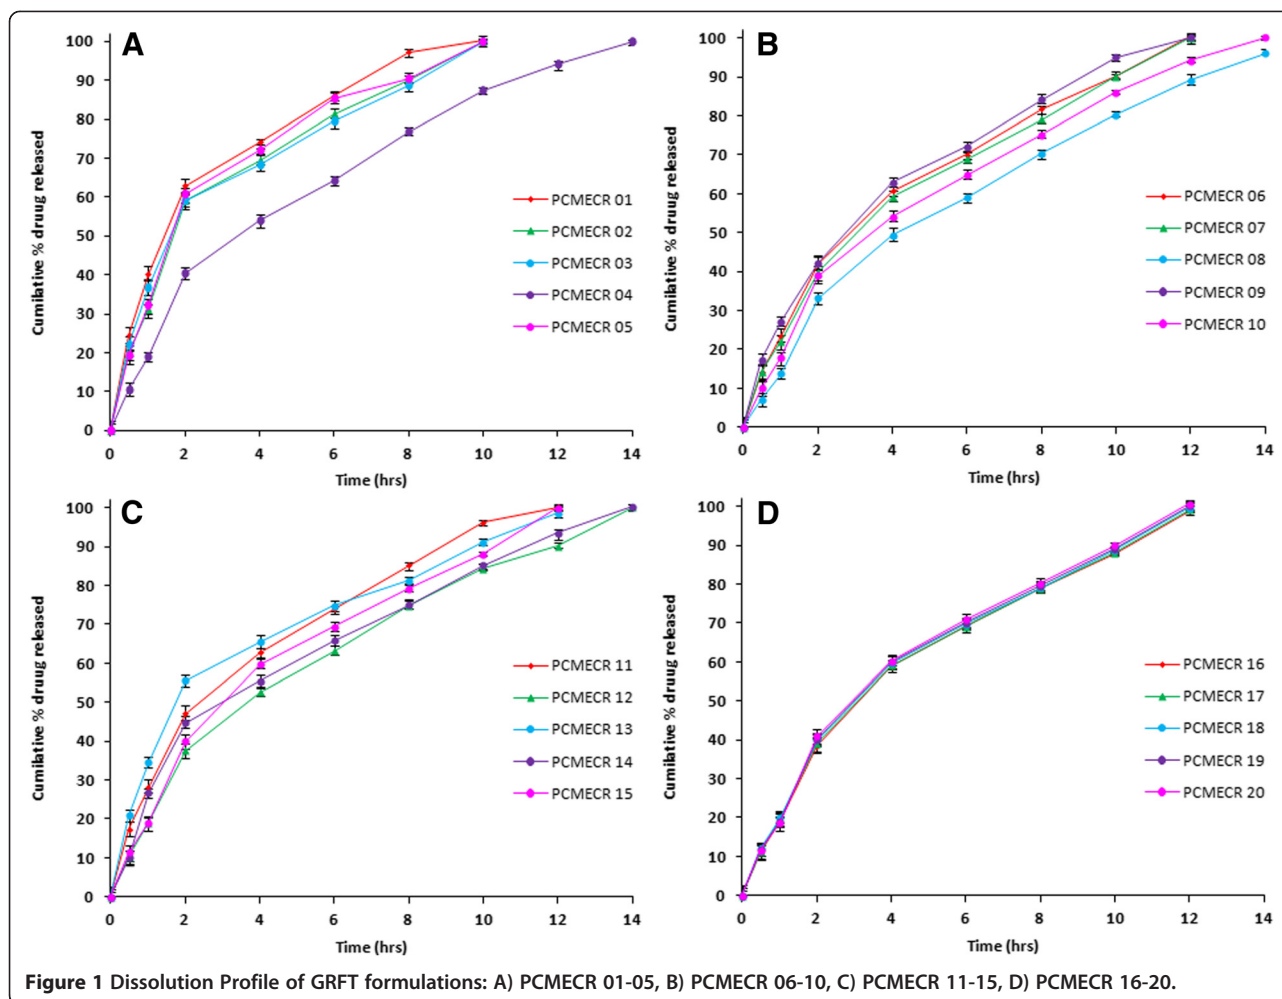 A
Cumilative % druug released
100
90
80
70
60
50
40
30
20
10
0
0 2 4 6 8 10 12 14
Time (hrs)
PCMECR 01
PCMECR 02
PCMECR 03
PCMECR 04
PCMECR 05
B
Cumilative % druug released
100
90
80
70
60
50
40
30
20
10
0
0 2 4 6 8 10 12 14
Time (hrs)
PCMECR 06
PCMECR 07
PCMECR 08
PCMECR 09
PCMECR 10
C
Cumilative % druug released
100
90
80
70
60
50
40
30
20
10
0
0 2 4 6 8 10 12 14
Time (hrs)
PCMECR 11
PCMECR 12
PCMECR 13
PCMECR 14
PCMECR 15
D
Cumilative % druug released
100
90
80
70
60
50
40
30
20
10
0
0 2 4 6 8 10 12 14
Time (hrs)
PCMECR 16
PCMECR 17
PCMECR 18
PCMECR 19
PCMECR 20
Figure 1 Dissolution Profile of GRFT formulations: A) PCMECR 01-05, B) PCMECR 06-10, C) PCMECR 11-15, D) PCMECR 16-20.